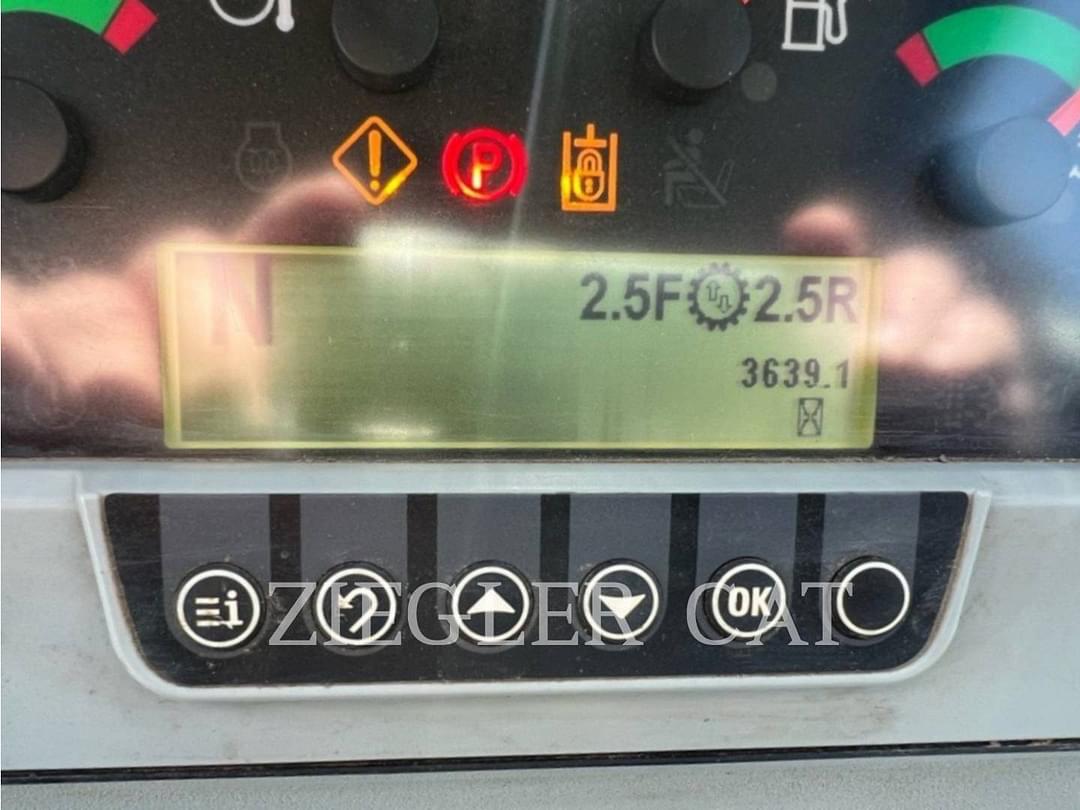 P
N
2.5F 2.5R
3639.1
i OK
ZIEGLER CAT